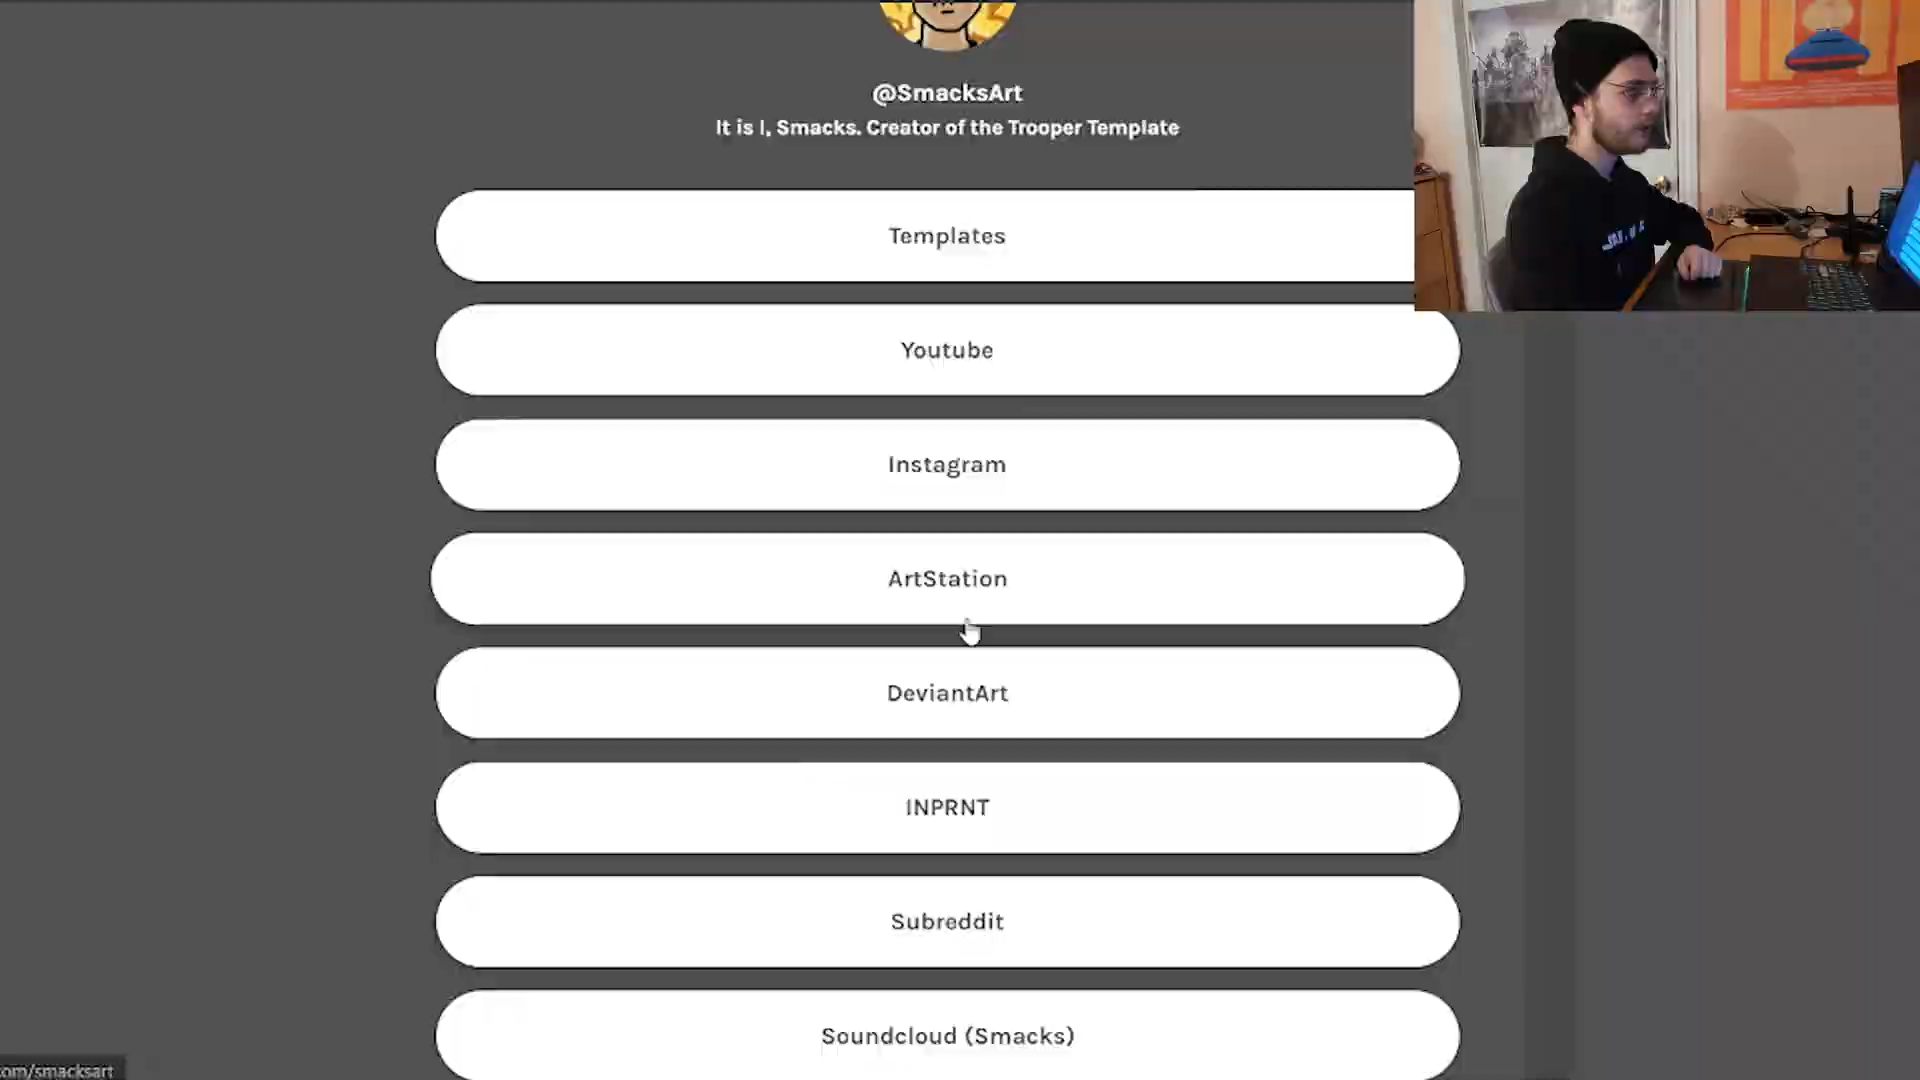 @SmacksArt
It is I, Smacks. Creator of the Trooper Template
Templates
Youtube
Instagram
ArtStation
DeviantArt
INPRNT
Subreddit
Soundcloud (Smacks)
com/smacksart